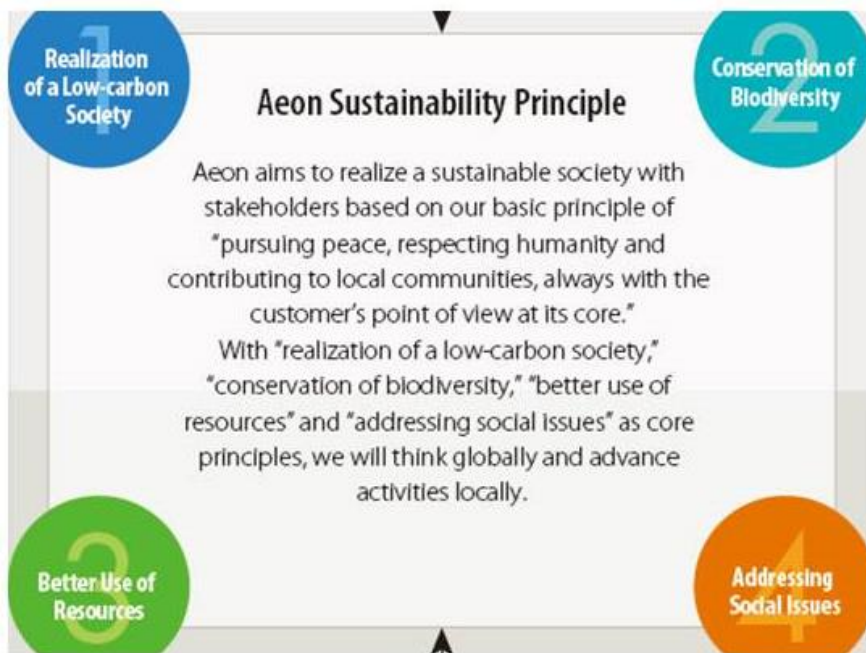 1
Realization
of a Low-carbon
Society
2
Conservation of
Biodiversity
Aeon Sustainability Principle
Aeon aims to realize a sustainable society with
stakeholders based on our basic principle of
“pursuing peace, respecting humanity and
contributing to local communities, always with the
customer’s point of view at its core.”
With “realization of a low-carbon society,”
“conservation of biodiversity,” “better use of
resources” and “addressing social issues” as core
principles, we will think globally and advance
activities locally.
3
Better Use of
Resources
4
Addressing
Social Issues